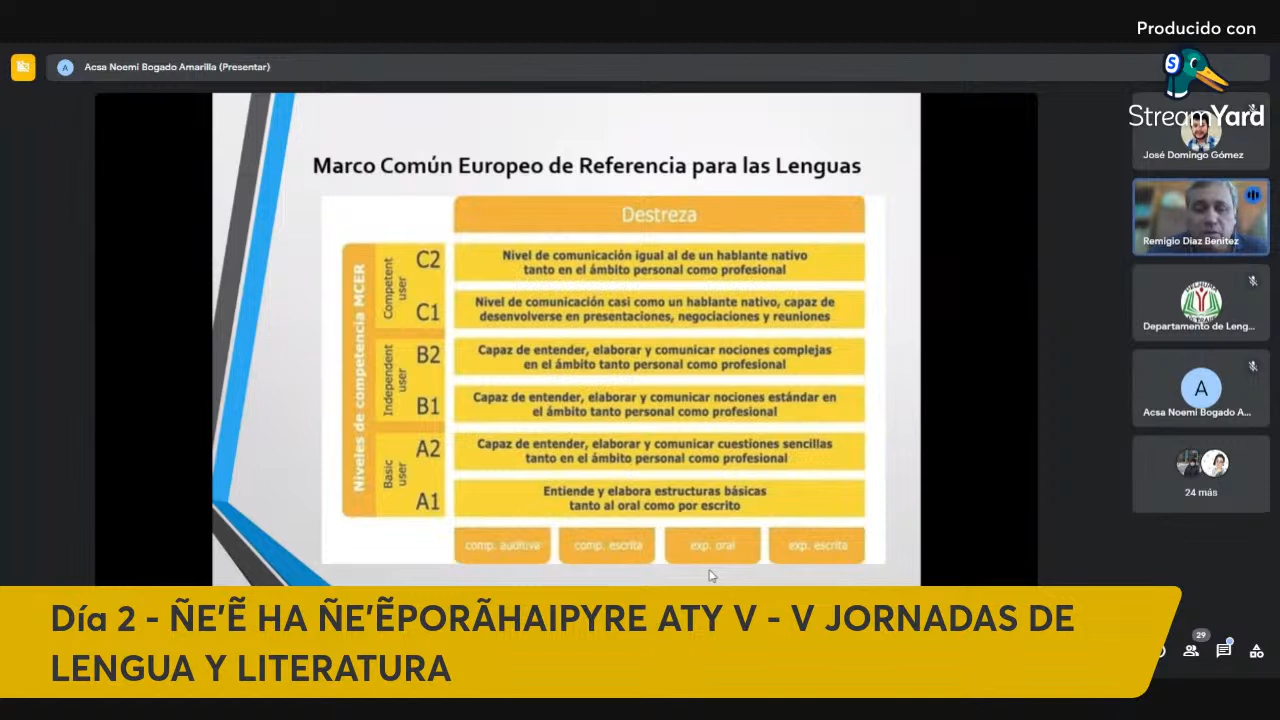 Producido con
StreamYard
Acsa Noemi Bogado Amarilla (Presentar)
Marco Común Europeo de Referencia para las Lenguas
Destreza
Niveles de competencia MCER
Competent
user
C2
Nivel de comunicación igual al de un hablante nativo
tanto en el ámbito personal como profesional
C1
Nivel de comunicación casi como un hablante nativo, capaz de
desenvolverse en presentaciones, negociaciones y reuniones
Independent
user
B2
Capaz de entender, elaborar y comunicar nociones complejas
en el ámbito tanto personal como profesional
B1
Capaz de entender, elaborar y comunicar nociones estándar en
el ámbito tanto personal como profesional
Basic
user
A2
Capaz de entender, elaborar y comunicar cuestiones sencillas
tanto en el ámbito personal como profesional
A1
Entiende y elabora estructuras básicas
tanto al oral como por escrito
comp. auditiva
comp. escrita
exp. oral
exp. escrita
José Domingo Gómez
Remigio Diaz Benitez
Departamento de Leng...
A
Acsa Noemi Bogado A...
24 más
29
Día 2 - ÑE'Ẽ HA ÑE'ẼPORÃHAIPYRE ATY V - V JORNADAS DE
LENGUA Y LITERATURA